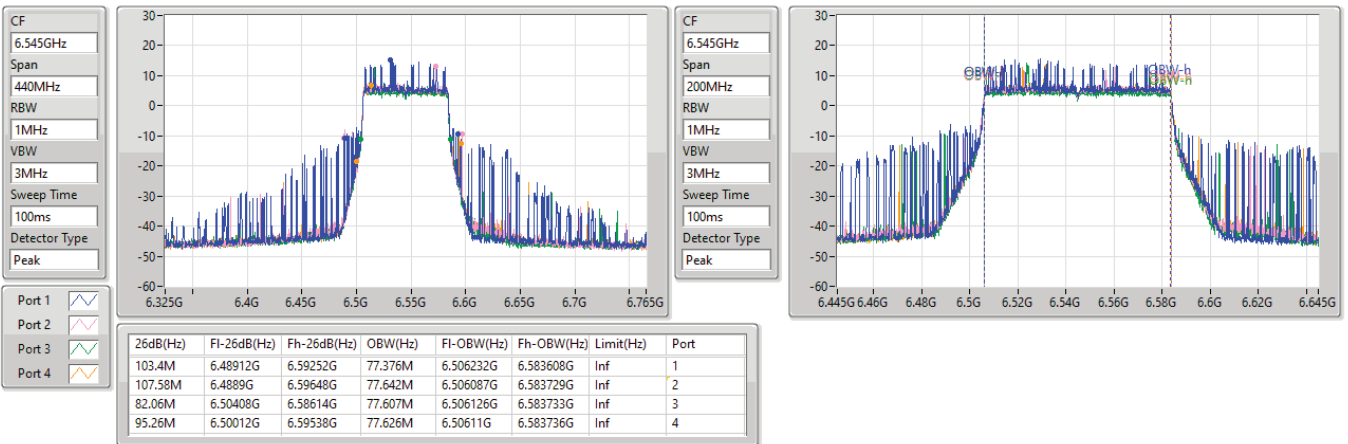 CF
6.545GHz
Span
440MHz
RBW
1MHz
VBW
3MHz
Sweep Time
100ms
Detector Type
Peak
30
20
10
0
-10
-20
-30
-40
-50
-60
6.325G 6.4G 6.45G 6.5G 6.55G 6.6G 6.65G 6.7G 6.765G
CF
6.545GHz
Span
200MHz
RBW
1MHz
VBW
3MHz
Sweep Time
100ms
Detector Type
Peak
30
20
10
0
-10
-20
-30
-40
-50
-60
OBW-h
OBW-h
6.445G 6.46G 6.48G 6.5G 6.52G 6.54G 6.56G 6.58G 6.6G 6.62G 6.645G
Port 1
Port 2
Port 3
Port 4
26dB(Hz) Fl-26dB(Hz) Fh-26dB(Hz) OBW(Hz) Fl-OBW(Hz) Fh-OBW(Hz) Limit(Hz) Port
103.4M 6.48912G 6.59252G 77.376M 6.506232G 6.583608G Inf 1
107.58M 6.4889G 6.59648G 77.642M 6.506087G 6.583729G Inf 2
82.06M 6.50408G 6.58614G 77.607M 6.506126G 6.583733G Inf 3
95.26M 6.50012G 6.59538G 77.626M 6.50611G 6.583736G Inf 4